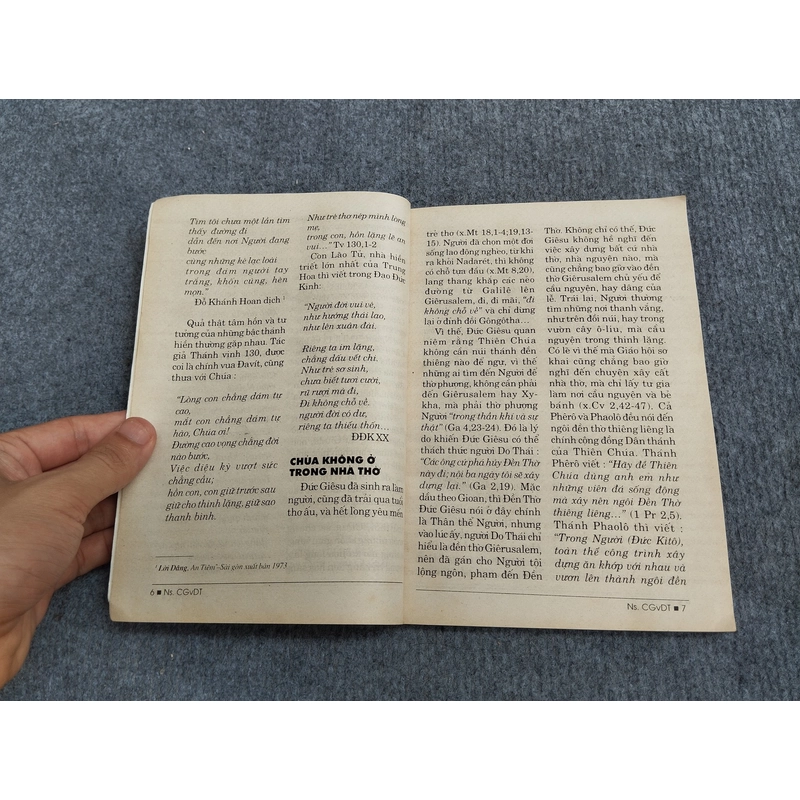 Tìm tôi chưa một lần tìm
thấy đường đi
dẫn đến nơi Người đang
bước
cùng những kẻ lạc loài
trong đám người tay
trắng, khôn cùng, hèn
mọn."
Đỗ Khánh Hoan dịch ¹
Quả thật tâm hồn và tư
tưởng của những bậc thánh
hiền thường gặp nhau. Tác
giả Thánh vịnh 130, được
coi là chính vua Đavít, cũng
thưa với Chúa :
"Lòng con chẳng dám tự
cao,
mắt con chẳng dám tự
hào, Chúa ơi!
Đường cao vọng chẳng đời
nào bước,
Việc diệu kỳ vượt sức
chẳng cầu;
hồn con, con giữ trước sau
giữ cho thinh lặng, giữ sao
thanh bình.
¹ Lời Dâng, An Tiêm - Sài gòn xuất bản 1973
6 ■ Ns. CGvDT
Như trẻ thơ nép mình lòng
mẹ,
trong con, hồn lặng lẽ an
vui..." Tv 130,1-2
Còn Lão Tử, nhà hiền
triết lớn nhất của Trung
Hoa thì viết trong Đạo Đức
Kinh:
"Người đời vui vẻ,
như hưởng thái lao,
như lên xuân đài.
Riêng ta im lặng,
chẳng dấu vết chi.
Như trẻ sơ sinh,
chưa biết tươi cười,
rũ rượi mà đi,
Đi không chỗ về,
người đời có dư,
riêng ta thiếu thốn...
ĐĐK XX
CHÚA KHÔNG Ở
TRONG NHÀ THỜ
Đức Giêsu đã sinh ra làm
người, cũng đã trải qua tuổi
thơ ấu, và hết lòng yêu mến
trẻ thơ (x.Mt 18,1-4;19,13-
15). Người đã chọn một đời
sống lao động nghèo, từ khi
ra khỏi Nadarét, thì không
có chỗ tựa đầu (x.Mt 8,20),
lang thang khắp các nẻo
đường từ Galilê lên
Giêrusalem, đi, đi mãi, "đi
không chỗ về" và chỉ dừng
lại ở đỉnh đồi Gôngôtha...
Vì thế, Đức Giêsu quan
niệm rằng Thiên Chúa
không cần núi thánh đền
thiêng nào để ngự, vì thế
những ai tìm đến Người để
thờ phượng, không cần phải
đến Giêrusalem hay Xy-
kha, mà phải thờ phượng
Người "trong thần khí và sự
thật" (Ga 4,23-24). Đó là lý
do khiến Đức Giêsu có thể
thách thức người Do Thái :
"Các ông cứ phá hủy Đền Thờ
này đi; nội ba ngày tôi sẽ xây
dựng lại." (Ga 2,19). Mặc
dầu theo Gioan, thì Đền Thờ
Đức Giêsu nói ở đây chính
là Thân thể Người, nhưng
vào lúc ấy, người Do Thái chỉ
hiểu là đền thờ Giêrusalem,
nên đã gán cho Người tội
lộng ngôn, phạm đến Đền
Thờ. Không chỉ có thế, Đức
Giêsu không hề nghĩ đến
việc xây dựng bất cứ nhà
thờ, nhà nguyện nào, mà
cũng chẳng bao giờ vào đền
thờ Giêrusalem chủ yếu để
cầu nguyện, hay dâng của
lễ. Trái lại, Người thường
tìm những nơi thanh vắng,
như trên đồi núi, hay trong
vườn cây ô-liu, mà cầu
nguyện trong thinh lặng.
Có lẽ vì thế mà Giáo hội sơ
khai cũng chẳng bao giờ
nghĩ đến chuyện xây cất
nhà thờ, mà chỉ lấy tư gia
làm nơi cầu nguyện và bẻ
bánh (x.Cv 2,42-47). Cả
Phêrô và Phaolô đều nói đến
ngôi đền thờ thiêng liêng là
chính cộng đồng Dân thánh
của Thiên Chúa. Thánh
Phêrô viết : "Hãy để Thiên
Chúa dùng anh em như
những viên đá sống động
mà xây nên ngôi Đền Thờ
thiêng liêng..." (1 Pr 2,5).
Thánh Phaolô thì viết :
"Trong Người (Đức Kitô),
toàn thể công trình xây
dựng ăn khớp với nhau và
vươn lên thành ngôi đền
Ns. CGvDT ■ 7